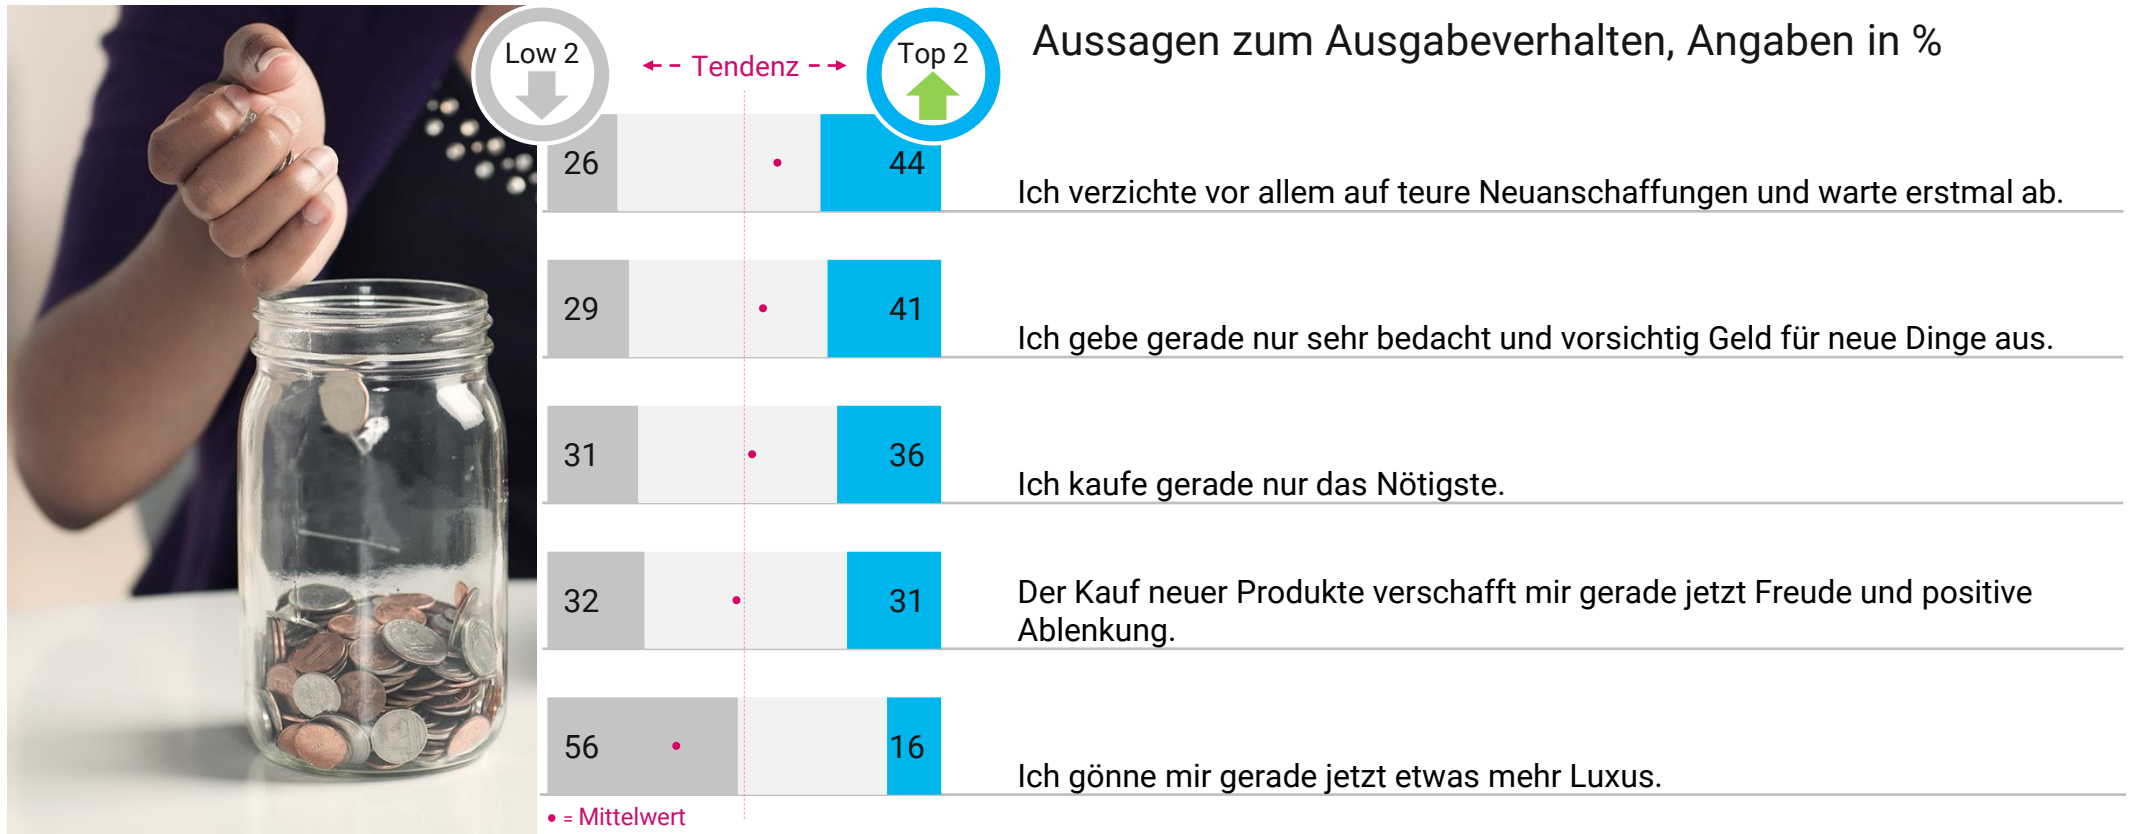 Low 2
Tendenz
Top 2
Aussagen zum Ausgabeverhalten, Angaben in %
26
44
Ich verzichte vor allem auf teure Neuanschaffungen und warte erstmal ab.
29
41
Ich gebe gerade nur sehr bedacht und vorsichtig Geld für neue Dinge aus.
31
36
Ich kaufe gerade nur das Nötigste.
32
31
Der Kauf neuer Produkte verschafft mir gerade jetzt Freude und positive
Ablenkung.
56
16
Ich gönne mir gerade jetzt etwas mehr Luxus.
= Mittelwert